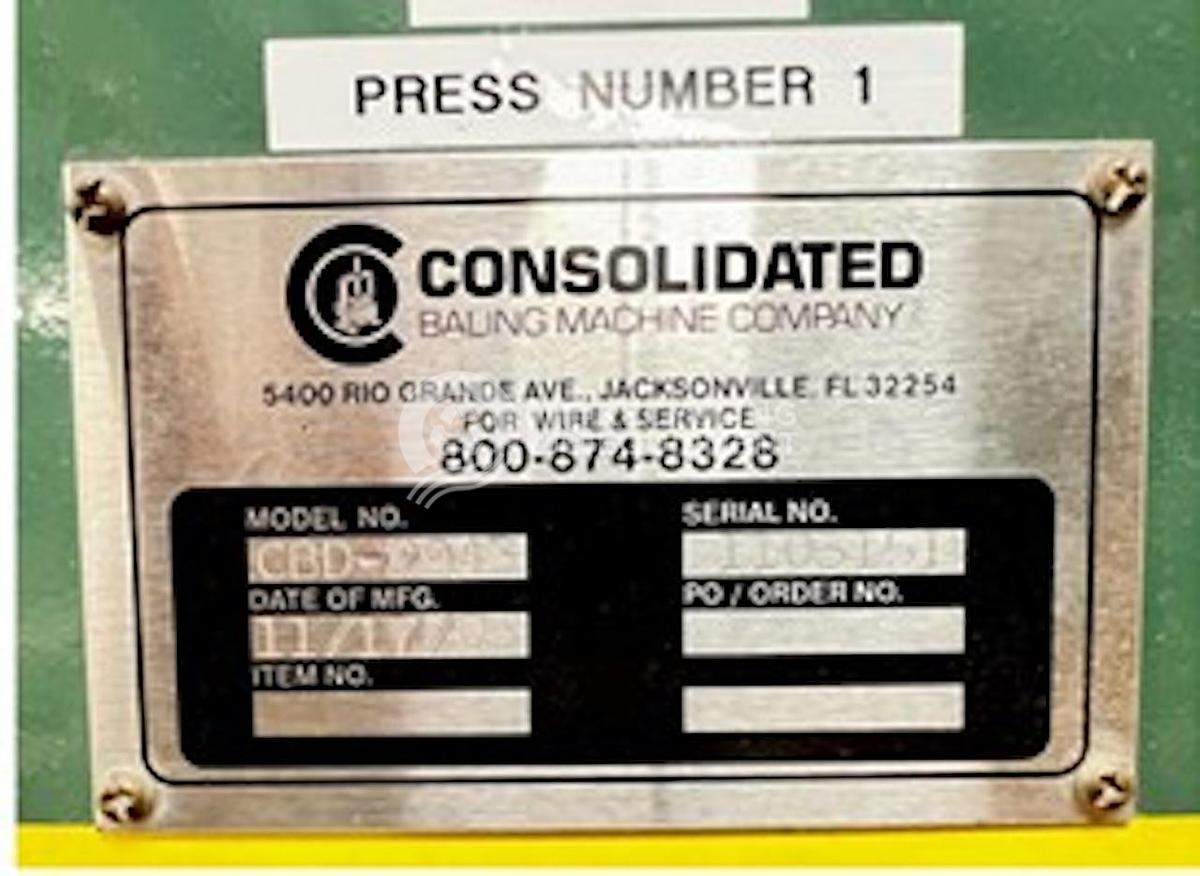 PRESS NUMBER 1
CONSOLIDATED
BALING MACHINE COMPANY
5400 RIO GRANDE AVE., JACKSONVILLE, FL 32254
FOR WIRE & SERVICE
800-874-8328
MODEL NO. SERIAL NO.
DATE OF MFG. PO / ORDER NO.
ITEM NO.